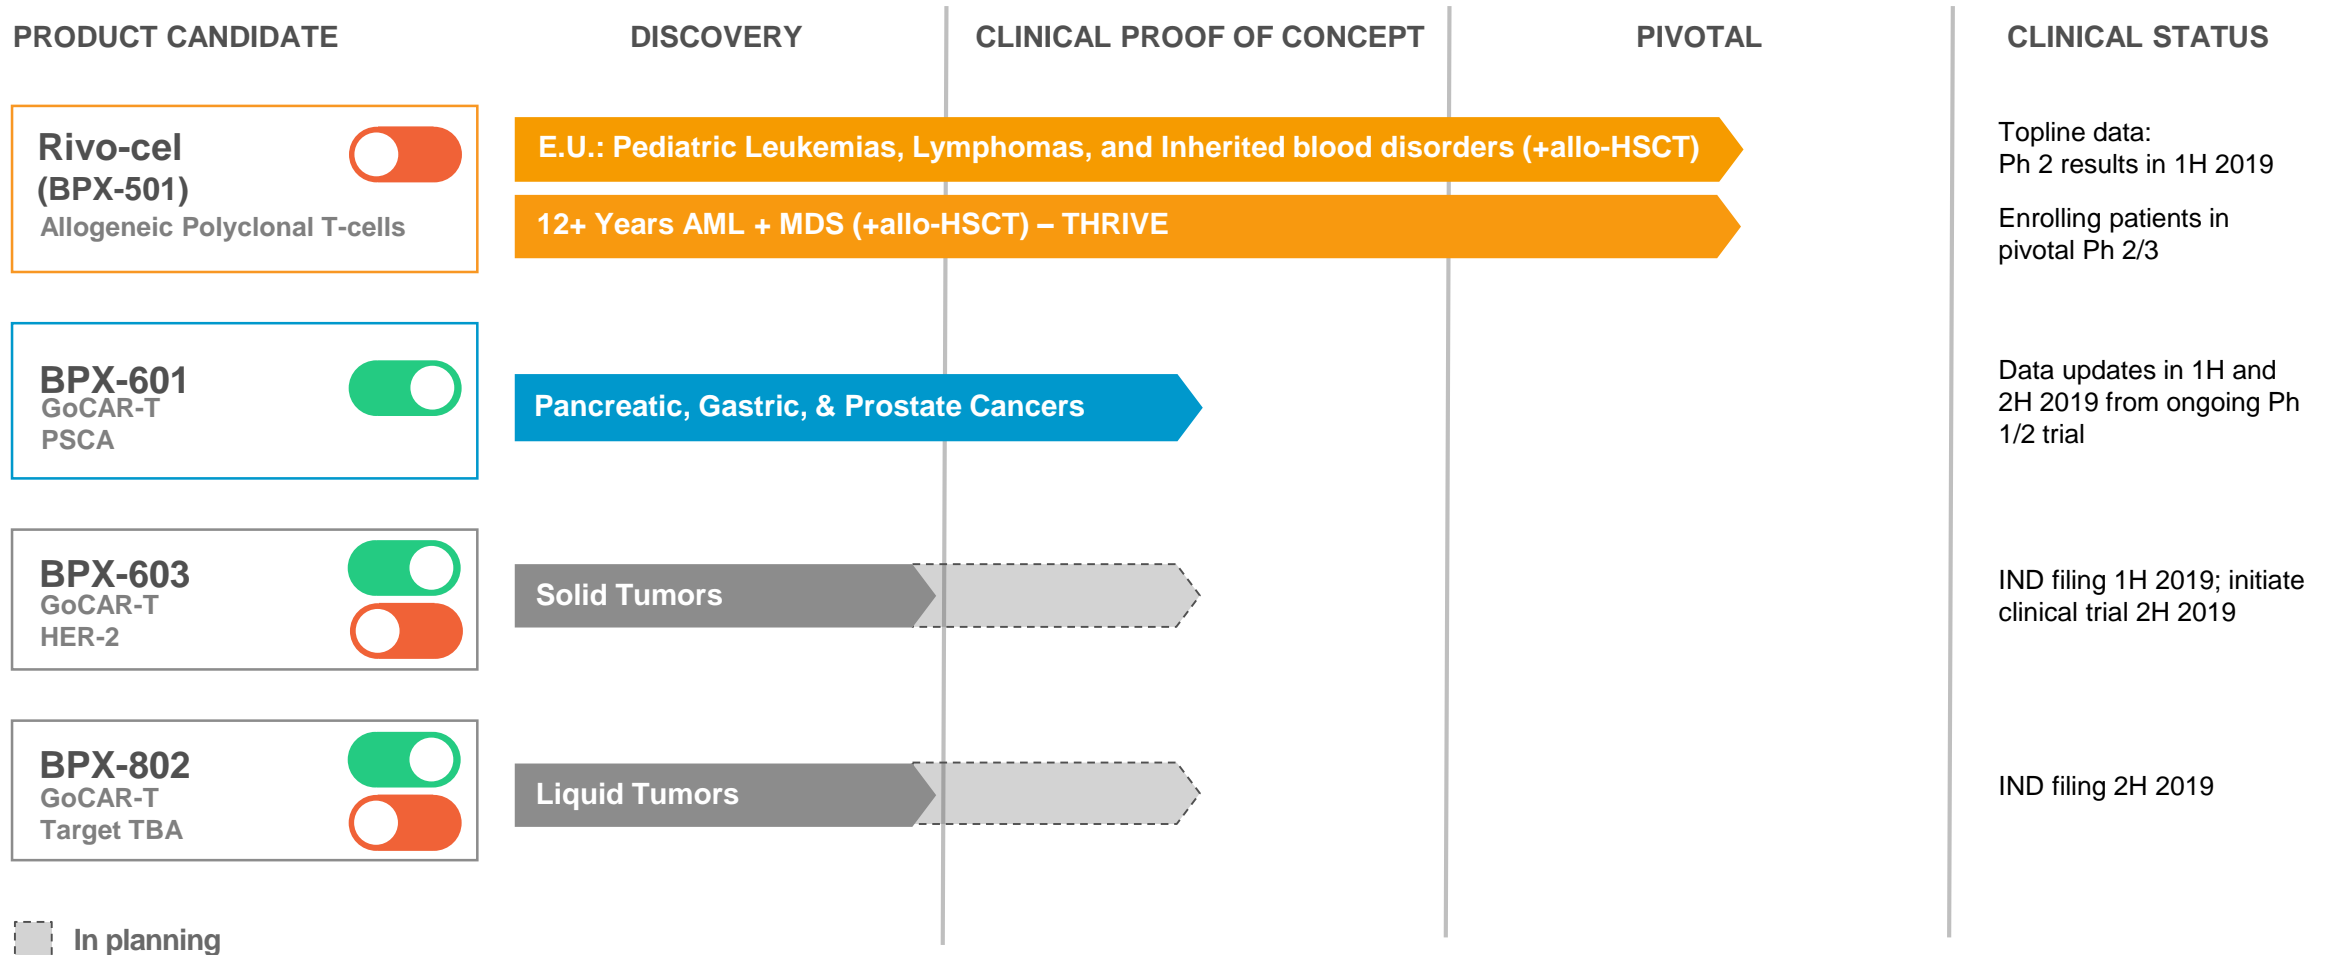 PRODUCT CANDIDATE
DISCOVERY
CLINICAL PROOF OF CONCEPT
PIVOTAL
CLINICAL STATUS
Rivo-cel
(BPX-501)
Allogeneic Polyclonal T-cells
E.U.: Pediatric Leukemias, Lymphomas, and Inherited blood disorders (+allo-HSCT)
Topline data:
Ph 2 results in 1H 2019
12+ Years AML + MDS (+allo-HSCT) – THRIVE
Enrolling patients in
pivotal Ph 2/3
BPX-601
GoCAR-T
PSCA
Pancreatic, Gastric, & Prostate Cancers
Data updates in 1H and
2H 2019 from ongoing Ph
1/2 trial
BPX-603
GoCAR-T
HER-2
Solid Tumors
IND filing 1H 2019; initiate
clinical trial 2H 2019
BPX-802
GoCAR-T
Target TBA
Liquid Tumors
IND filing 2H 2019
In planning